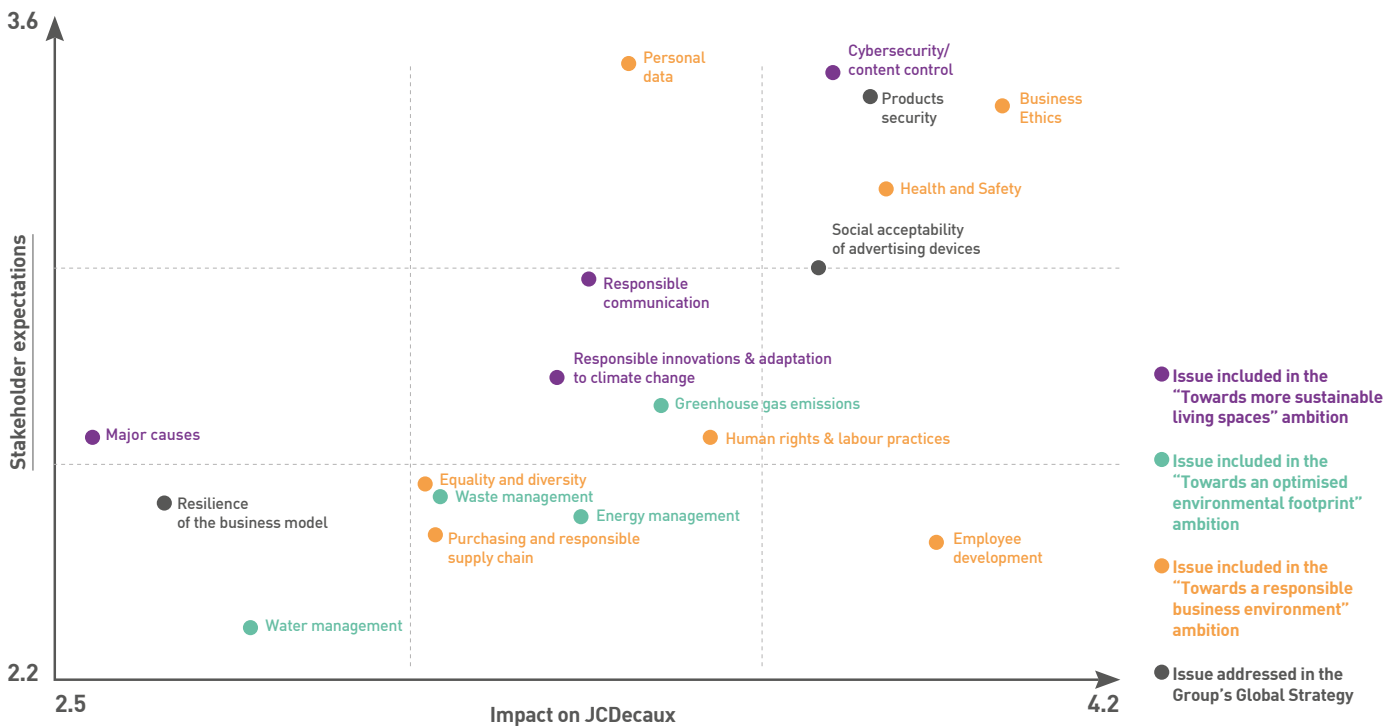 3.6
Stakeholder expectations
2.2
2.5
Impact on JCDecaux
4.2
Personal
data
Cybersecurity/
content control
Products
security
Business
Ethics
Health and Safety
Social acceptability
of advertising devices
Responsible
communication
Responsible innovations & adaptation
to climate change
Greenhouse gas emissions
Major causes
Human rights & labour practices
Equality and diversity
Waste management
Resilience
of the business model
Energy management
Purchasing and responsible
supply chain
Employee
development
Water management
Issue included in the
“Towards more sustainable
living spaces” ambition
Issue included in the
“Towards an optimised
environmental footprint”
ambition
Issue included in the
“Towards a responsible
business environment”
ambition
Issue addressed in the
Group’s Global Strategy